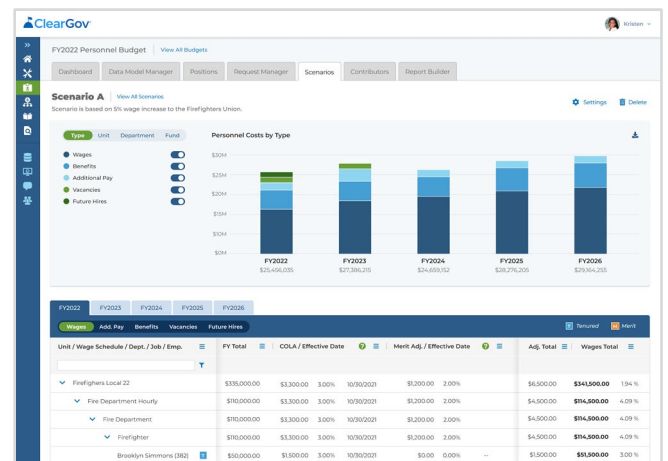 ClearGov
Kristen
FY2022 Personnel Budget View All Budgets
Dashboard Data Model Manager Positions Request Manager Scenarios Contributors Report Builder
Scenario A View All Scenarios
Scenario is based on 5% wage increase to the Firefighters Union.
Settings Delete
Type Unit Department Fund
Personnel Costs by Type
Wages
Benefits
Additional Pay
Vacancies
Future Hires
$30M
$25M
$20M
$15M
$10M
$0M
FY2022 FY2023 FY2024 FY2025 FY2026
$25,456,035 $27,386,215 $24,659,152 $28,276,205 $29,164,255
FY2022 FY2023 FY2024 FY2025 FY2026
Wages Add. Pay Benefits Vacancies Future Hires
T Tenured M Merit
Unit / Wage Schedule / Dept. / Job / Emp. FY Total COLA / Effective Date ? Merit Adj. / Effective Date ? Adj. Total Wages Total
Firefighers Local 22 $335,000.00 $3,300.00 3.00% 10/30/2021 $1,200.00 2.00% $6,500.00 $341,500.00 1.94 %
Fire Department Hourly $110,000.00 $3,300.00 3.00% 10/30/2021 $1,200.00 2.00% $4,500.00 $114,500.00 4.09 %
Fire Department $110,000.00 $3,300.00 3.00% 10/30/2021 $1,200.00 2.00% $4,500.00 $114,500.00 4.09 %
Firefighter $110,000.00 $3,300.00 3.00% 10/30/2021 $1,200.00 2.00% $4,500.00 $114,500.00 4.09 %
Brooklyn Simmons (382) T $50,000.00 $1,500.00 3.00% 10/30/2021 $0.00 0.00% -- $1,500.00 $51,500.00 3.00 %